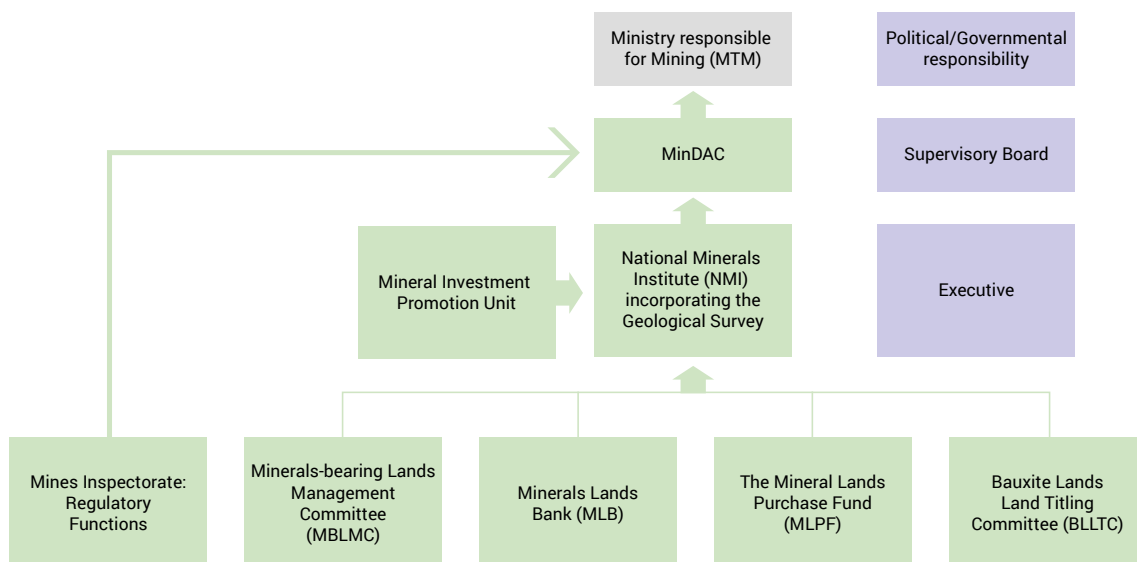 Ministry responsible
for Mining (MTM)
Political/Governmental
responsibility
MinDAC
Supervisory Board
Mineral Investment
Promotion Unit
National Minerals
Institute (NMI)
incorporating the
Geological Survey
Executive
Mines Inspectorate:
Regulatory
Functions
Minerals-bearing Lands
Management
Committee
(MBLMC)
Minerals Lands
Bank (MLB)
The Mineral Lands
Purchase Fund
(MLPF)
Bauxite Lands
Land Titling
Committee (BLLTC)